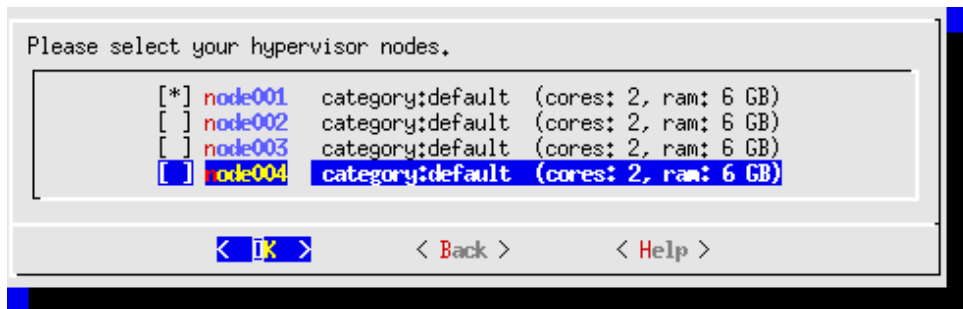 Please select your hypervisor nodes.
[*] node001 category:default (cores: 2, ram: 6 GB)
[ ] node002 category:default (cores: 2, ram: 6 GB)
[ ] node003 category:default (cores: 2, ram: 6 GB)
[ ] node004 category:default (cores: 2, ram: 6 GB)
< OK > < Back > < Help >